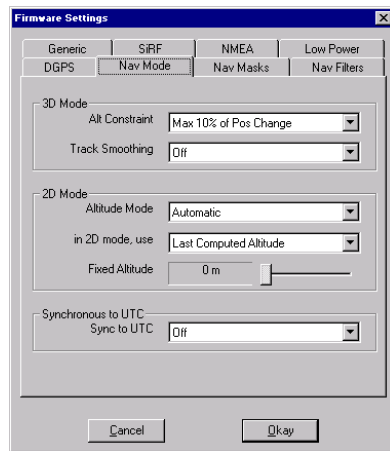 Firmware Settings
Generic SiRF NMEA Low Power
DGPS Nav Mode Nav Masks Nav Filters
3D Mode
Alt Constraint Max 10% of Pos Change
Track Smoothing Off
2D Mode
Altitude Mode Automatic
in 2D mode, use Last Computed Altitude
Fixed Altitude 0 m
Synchronous to UTC
Sync to UTC Off
Cancel Okay